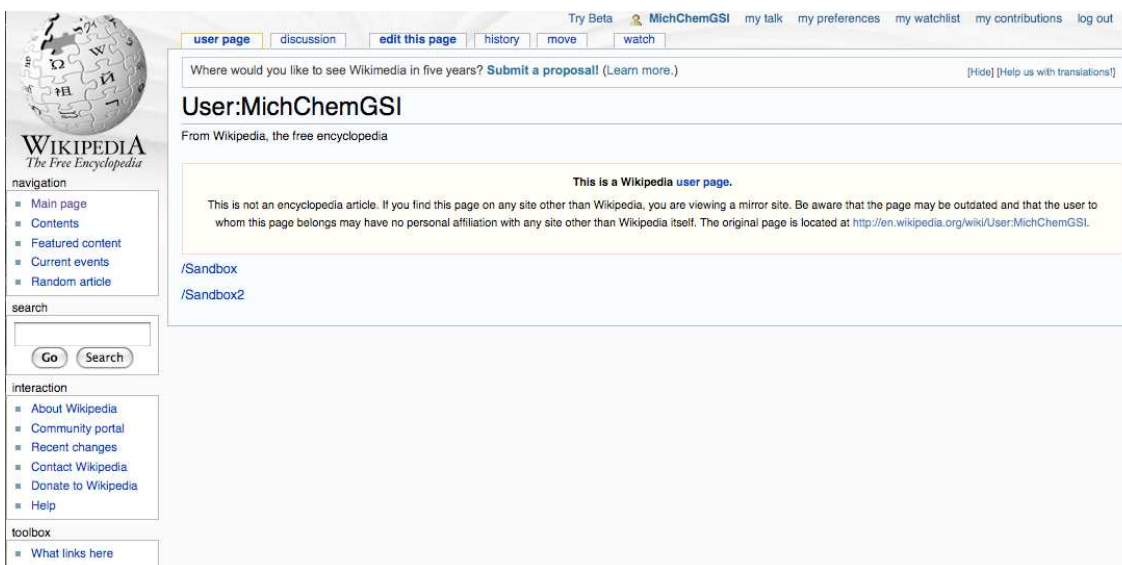 Try Beta MichChemGSI my talk my preferences my watchlist my contributions log out
user page discussion edit this page history move watch
Where would you like to see Wikimedia in five years? Submit a proposal! (Learn more.) [Hide] [Help us with translations!]
User:MichChemGSI
From Wikipedia, the free encyclopedia
This is a Wikipedia user page.
This is not an encyclopedia article. If you find this page on any site other than Wikipedia, you are viewing a mirror site. Be aware that the page may be outdated and that the user to
whom this page belongs may have no personal affiliation with any site other than Wikipedia itself. The original page is located at http://en.wikipedia.org/wiki/User:MichChemGSI.
/Sandbox
/Sandbox2
WIKIPEDIA
The Free Encyclopedia
navigation
Main page
Contents
Featured content
Current events
Random article
search
Go Search
interaction
About Wikipedia
Community portal
Recent changes
Contact Wikipedia
Donate to Wikipedia
Help
toolbox
What links here